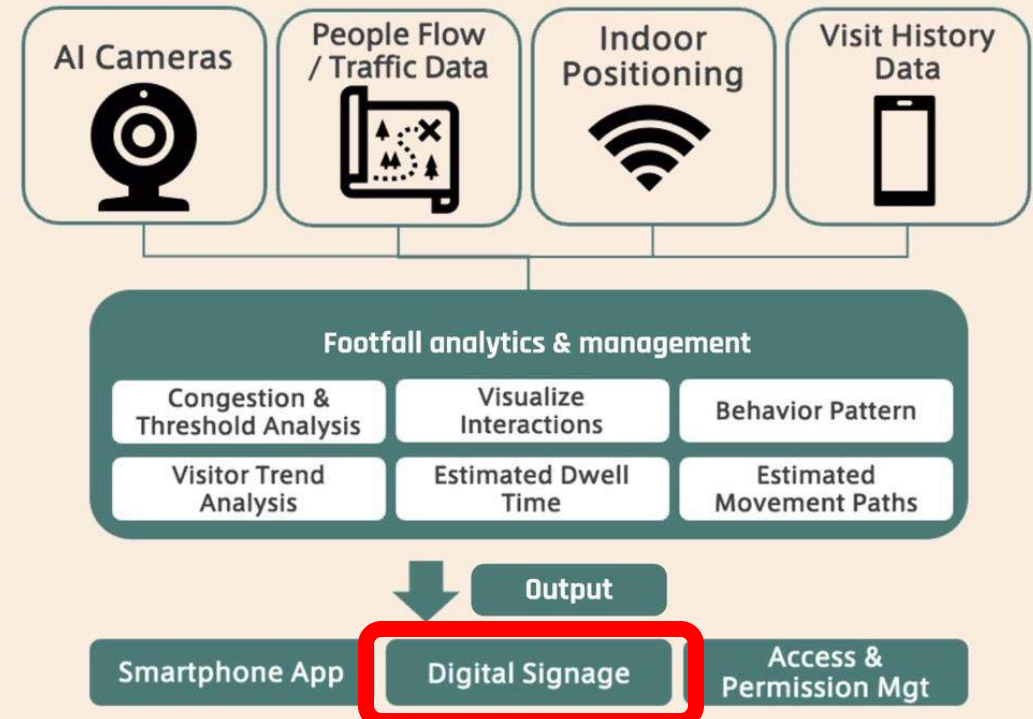 AI Cameras
People Flow
/ Traffic Data
Indoor
Positioning
Visit History
Data
Footfall analytics & management
Congestion &
Threshold Analysis
Visualize
Interactions
Behavior Pattern
Visitor Trend
Analysis
Estimated Dwell
Time
Estimated
Movement Paths
Output
Smartphone App
Digital Signage
Access &
Permission Mgt